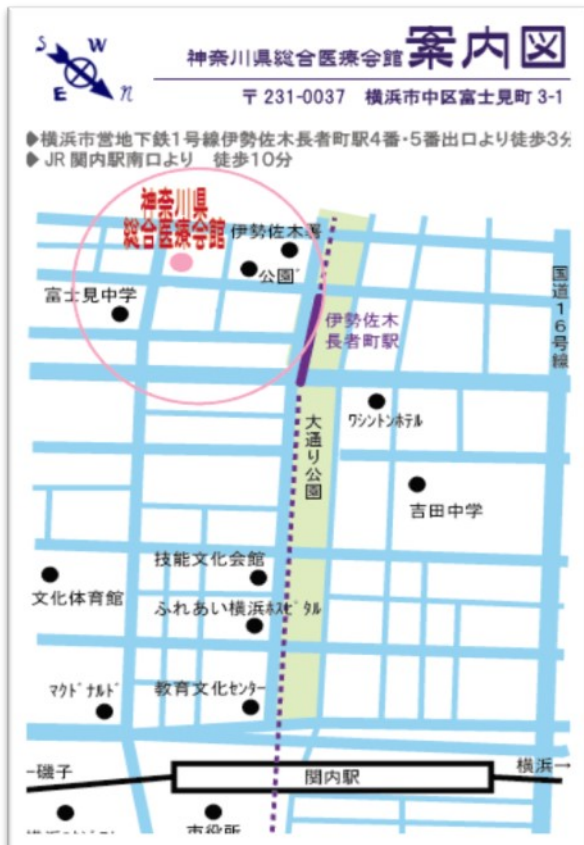 S W
E n
神奈川県総合医療会館 案内図
〒231-0037 横浜市中区富士見町 3-1
▶横浜市営地下鉄1号線伊勢佐木長者町駅4番・5番出口より徒歩3分
▶JR関内駅南口より 徒歩10分
神奈川県
総合医療会館
伊勢佐木署
公園
富士見中学
国道16号線
伊勢佐木
長者町駅
ワシントンホテル
大通り公園
吉田中学
技能文化会館
文化体育館
ふれあい横浜ホスピタル
マクドナルド
教育文化センター
磯子
横浜→
関内駅
市役所